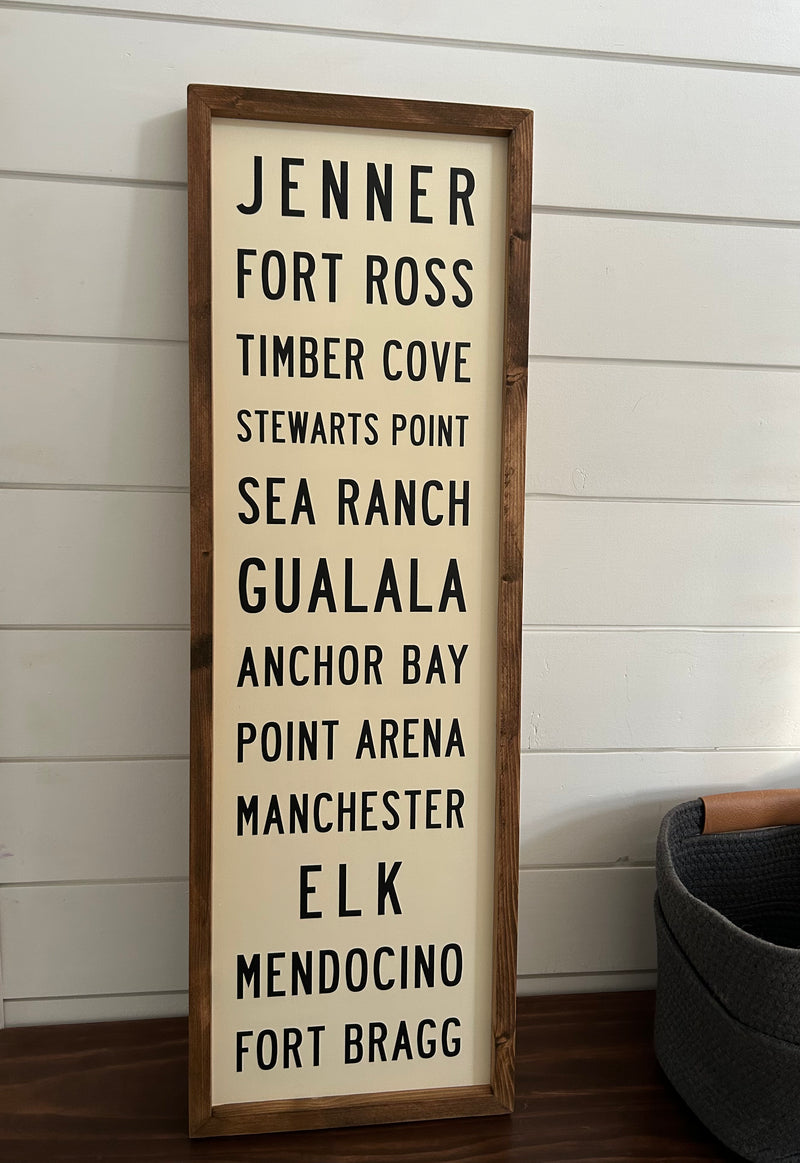 JENNER
FORT ROSS
TIMBER COVE
STEWARTS POINT
SEA RANCH
GUALALA
ANCHOR BAY
POINT ARENA
MANCHESTER
ELK
MENDOCINO
FORT BRAGG